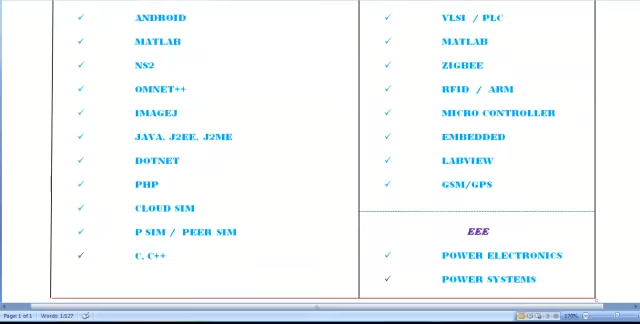 ANDROID
MATLAB
NS2
OMNET++
IMAGEJ
JAVA, J2EE, J2ME
DOTNET
PHP
CLOUD SIM
P SIM / PEER SIM
C, C++
VLSI / PLC
MATLAB
ZIGBEE
RFID / ARM
MICRO CONTROLLER
EMBEDDED
LABVIEW
GSM/GPS
EEE
POWER ELECTRONICS
POWER SYSTEMS
Page: 1 of 1 Words: 1/127 170%